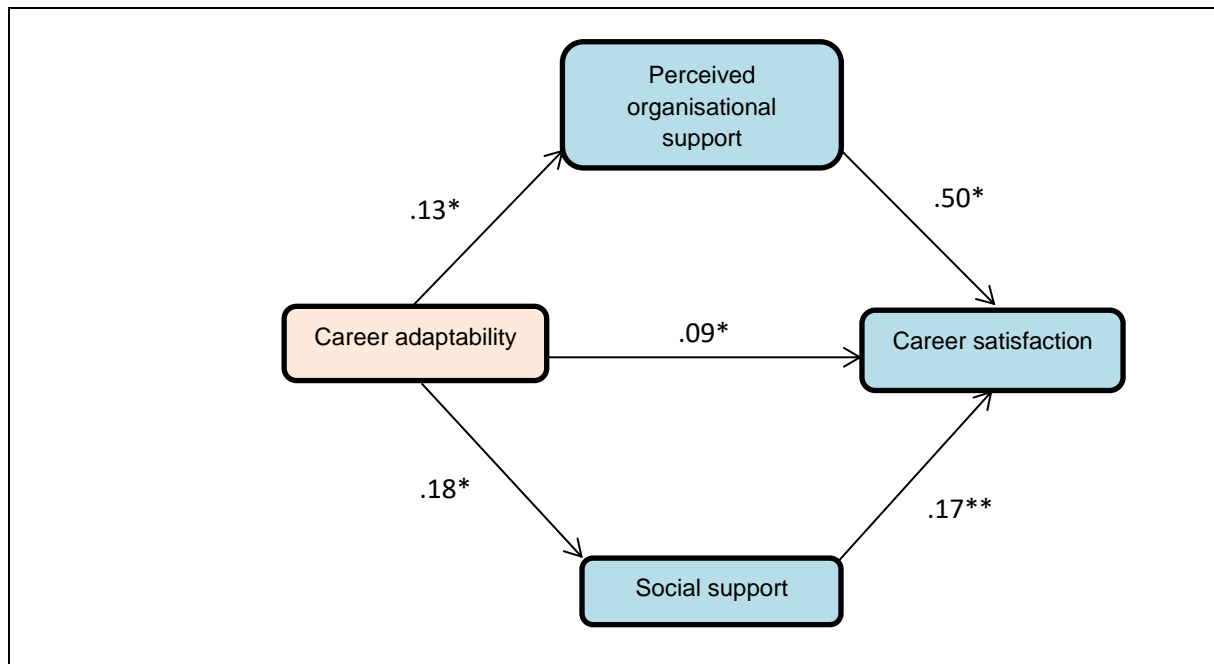 Perceived
organisational
support
.13*
.50*
Career adaptability
.09*
Career satisfaction
.18*
.17**
Social support